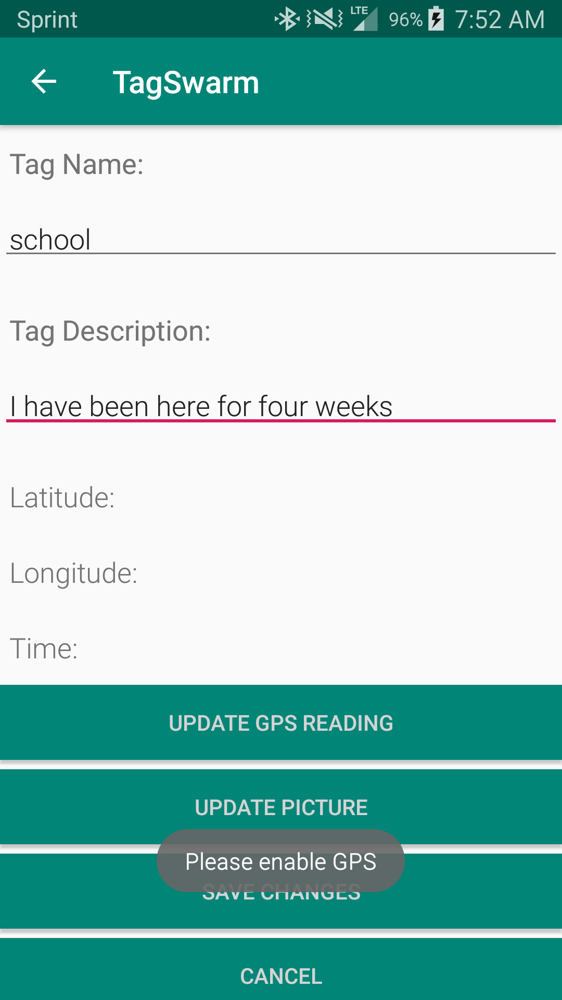 Sprint LTE 96% 7:52 AM
TagSwarm
Tag Name:
school
Tag Description:
I have been here for four weeks
Latitude:
Longitude:
Time:
UPDATE GPS READING
UPDATE PICTURE
Please enable GPS
SAVE CHANGES
CANCEL